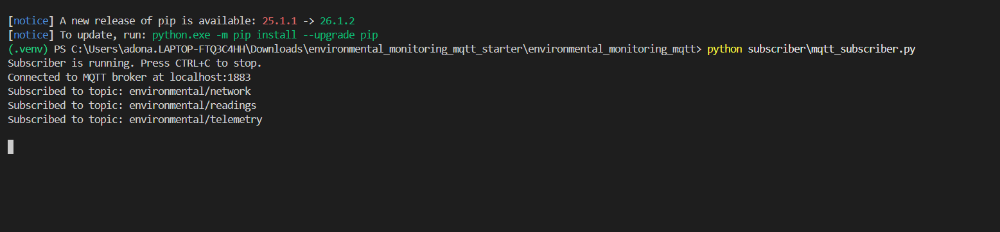 [notice] A new release of pip is available: 25.1.1 -> 26.1.2
[notice] To update, run: python.exe -m pip install --upgrade pip
(.venv) PS C:\Users\adona.LAPTOP-FTQ3C4HH\Downloads\environmental_monitoring_mqtt_starter\environmental_monitoring_mqtt> python subscriber\mqtt_subscriber.py
Subscriber is running. Press CTRL+C to stop.
Connected to MQTT broker at localhost:1883
Subscribed to topic: environmental/network
Subscribed to topic: environmental/readings
Subscribed to topic: environmental/telemetry